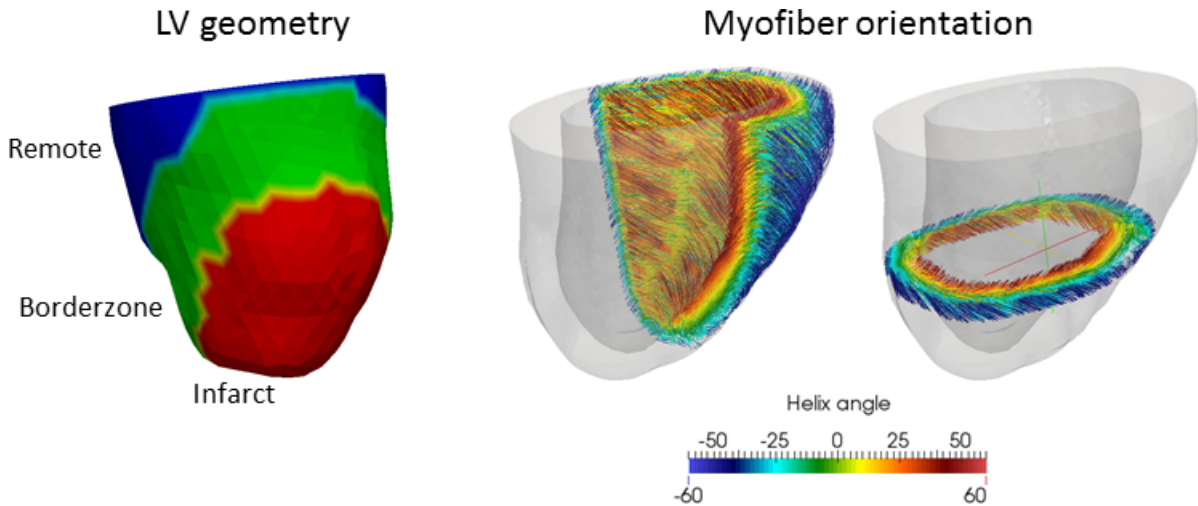 LV geometry
Myofiber orientation
Remote
Borderzone
Infarct
Helix angle
-50 -25 0 25 50
-60 60